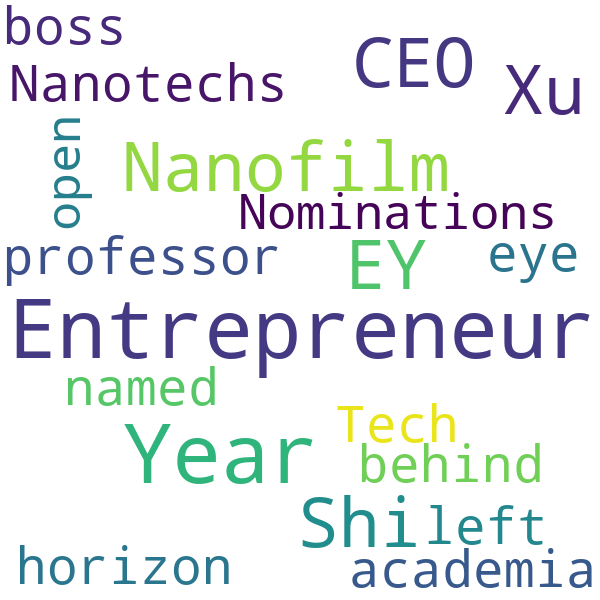 boss
CEO
Nanotechs
Xu
open
Nanofilm
Nominations
professor
EY
eye
Entrepreneur
named
Tech
Year
behind
Shi
left
horizon
academia